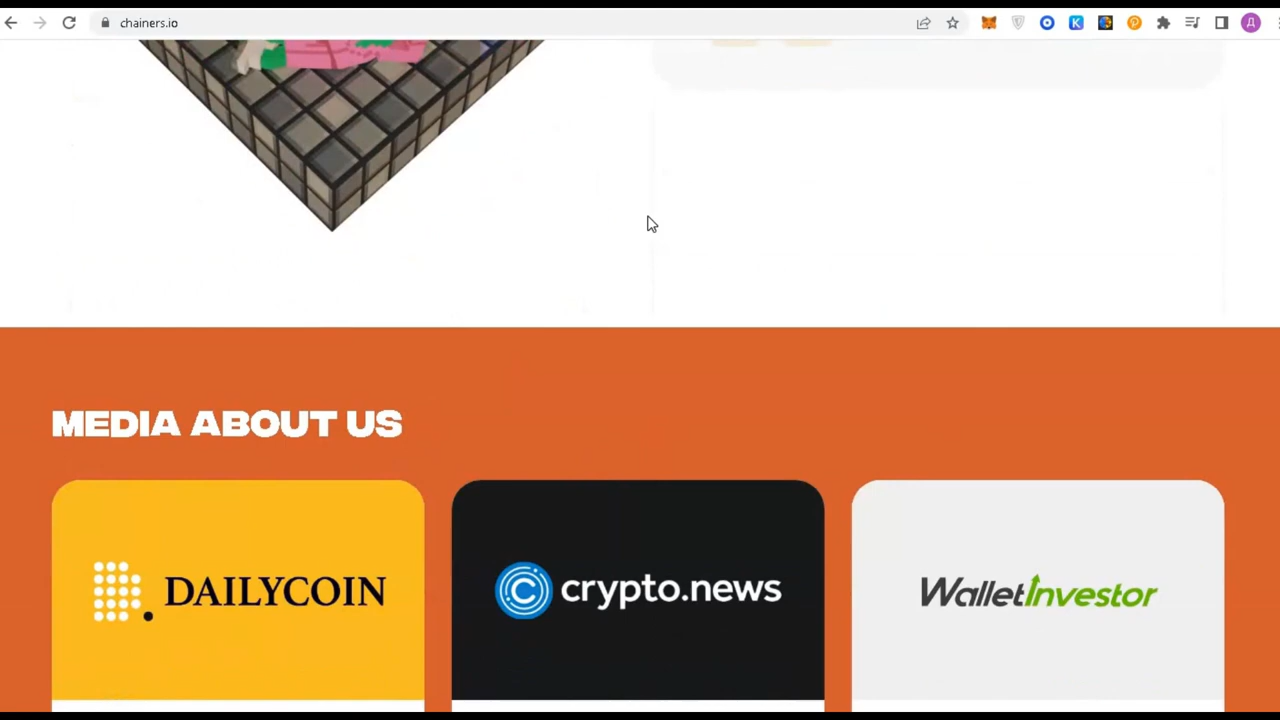 chainers.io
K
Д
MEDIA ABOUT US
DAILYCOIN
crypto.news
WalletInvestor